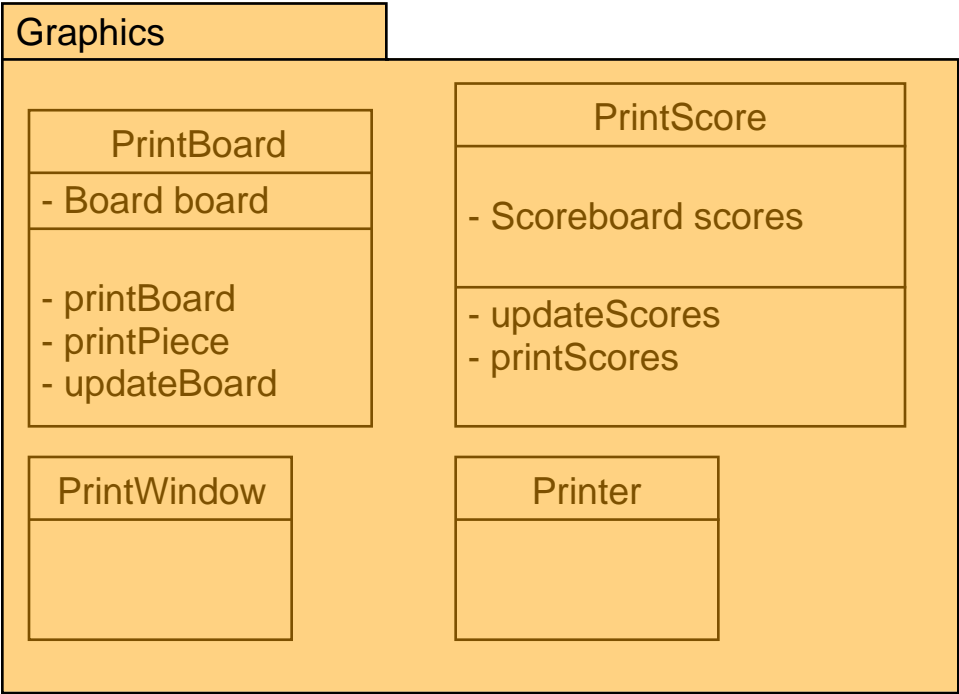 Graphics
PrintBoard
- Board board
- printBoard
- printPiece
- updateBoard
PrintScore
- Scoreboard scores
- updateScores
- printScores
PrintWindow
Printer